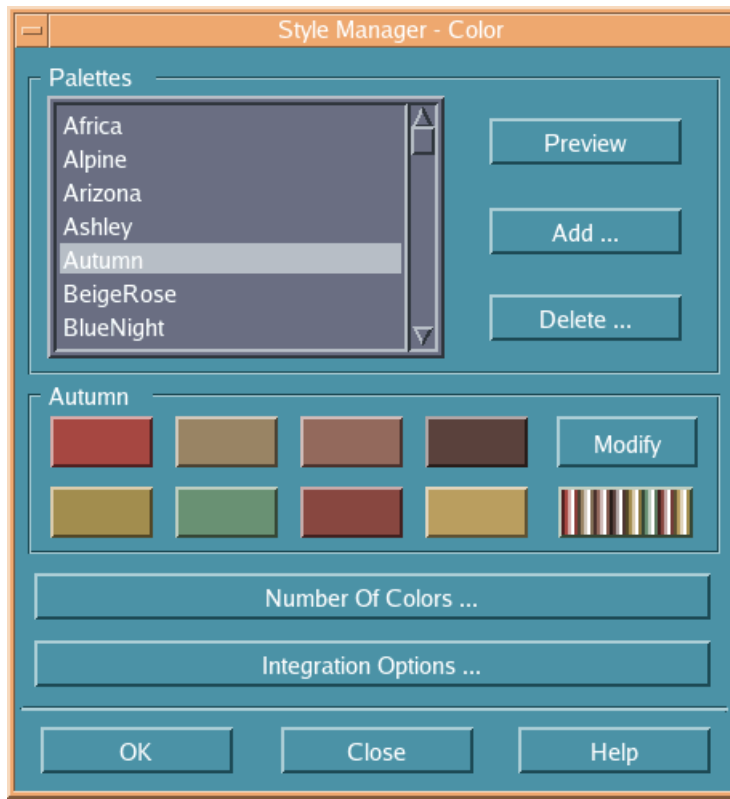 Style Manager - Color
Palettes
Africa
Alpine
Arizona
Ashley
Autumn
BeigeRose
BlueNight
Preview
Add ...
Delete ...
Autumn
Modify
Number Of Colors ...
Integration Options ...
OK
Close
Help